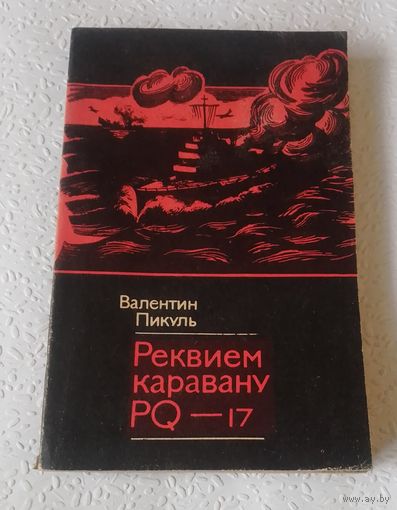 Валентин
Пикуль
Реквием
каравану
PQ — 17
www.ay.by